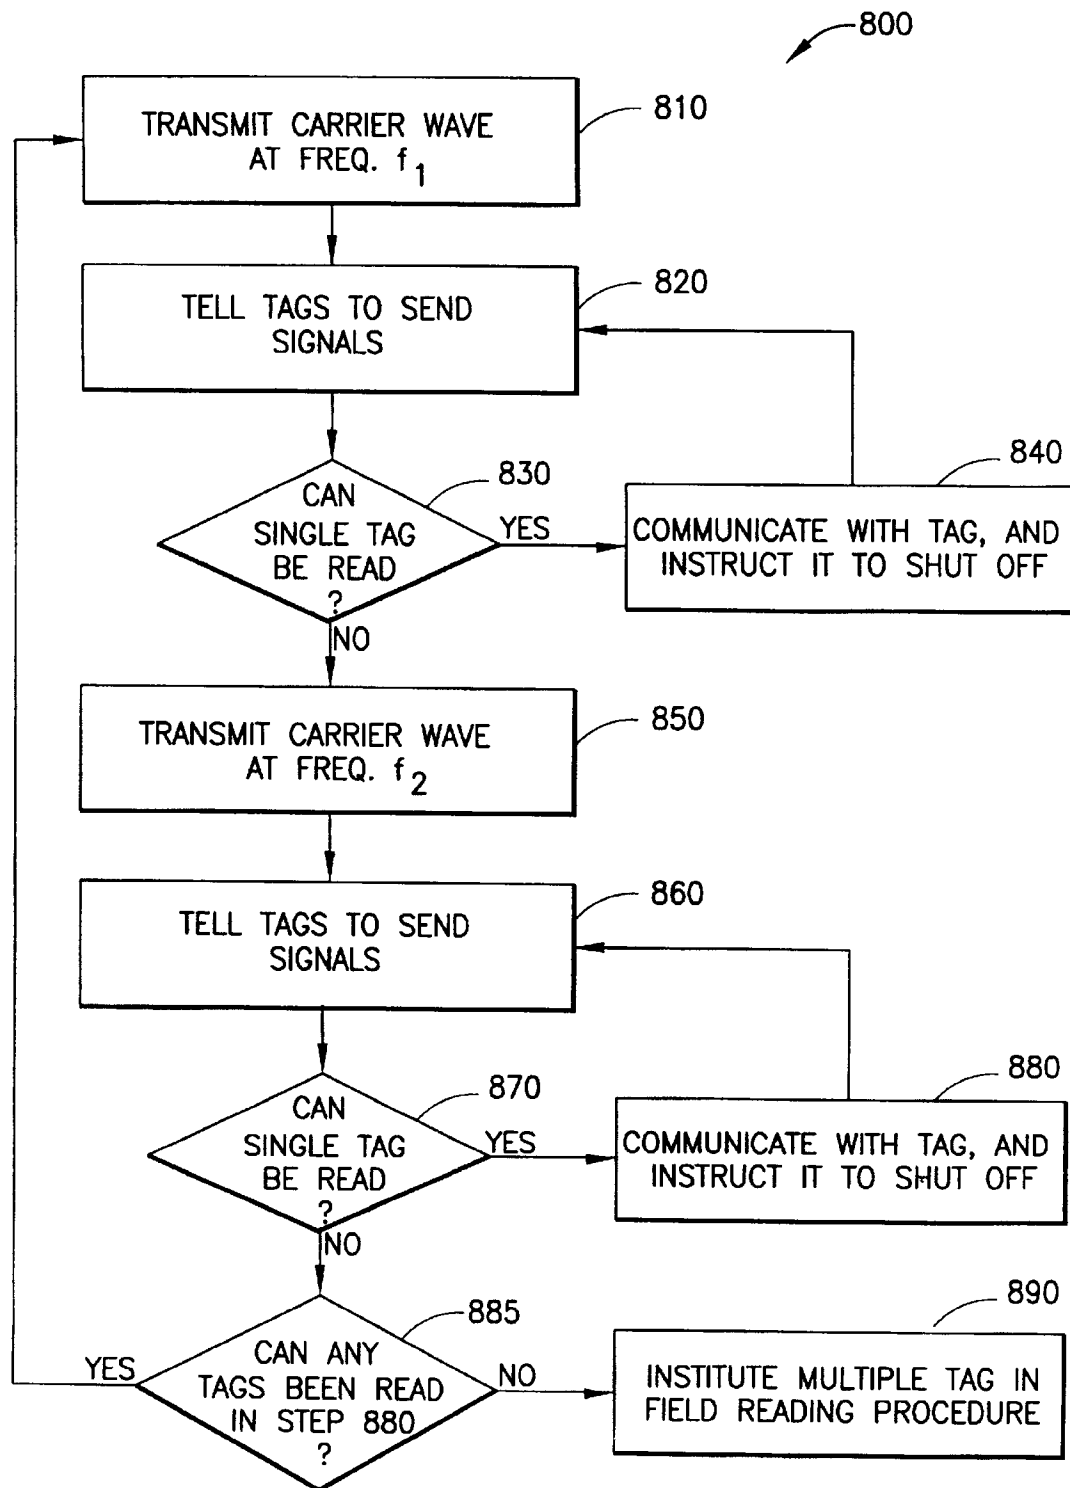 800
TRANSMIT CARRIER WAVE
AT FREQ. f1
810
TELL TAGS TO SEND
SIGNALS
820
CAN
SINGLE TAG
BE READ
?
830
YES
NO
COMMUNICATE WITH TAG, AND
INSTRUCT IT TO SHUT OFF
840
TRANSMIT CARRIER WAVE
AT FREQ. f2
850
TELL TAGS TO SEND
SIGNALS
860
CAN
SINGLE TAG
BE READ
?
870
YES
NO
COMMUNICATE WITH TAG, AND
INSTRUCT IT TO SHUT OFF
880
CAN ANY
TAGS BEEN READ
IN STEP 880
?
885
YES
NO
INSTITUTE MULTIPLE TAG IN
FIELD READING PROCEDURE
890